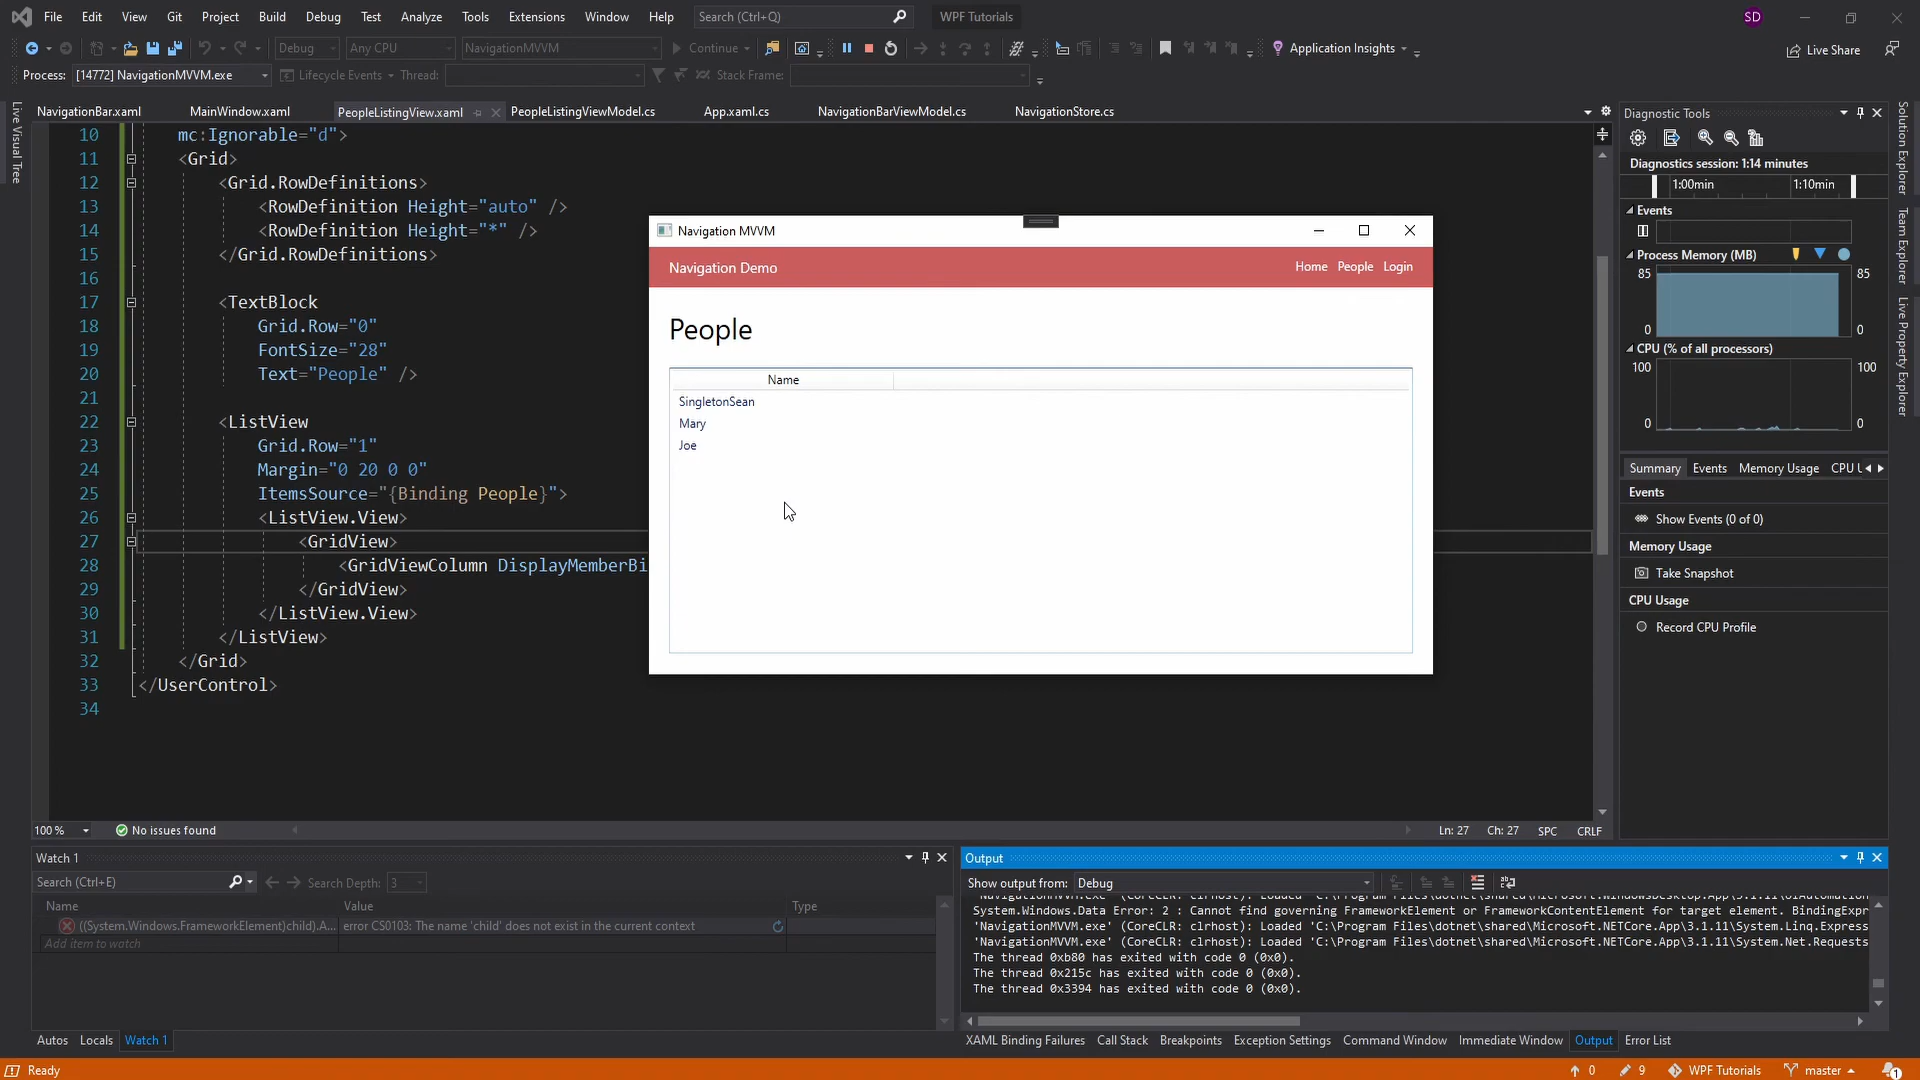 File Edit View Git Project Build Debug Test Analyze Tools Extensions Window Help Search (Ctrl+Q) WPF Tutorials SD
Debug Any CPU NavigationMVVM Continue Application Insights Live Share
Process: [14772] NavigationMVVM.exe Lifecycle Events Thread: Stack Frame:
NavigationBar.xaml MainWindow.xaml PeopleListingView.xaml PeopleListingViewModel.cs App.xaml.cs NavigationBarViewModel.cs NavigationStore.cs
Live Visual Tree
10 mc:Ignorable="d">
11 <Grid>
12 <Grid.RowDefinitions>
13 <RowDefinition Height="auto" />
14 <RowDefinition Height="*" />
15 </Grid.RowDefinitions>
16
17 <TextBlock
18 Grid.Row="0"
19 FontSize="28"
20 Text="People" />
21
22 <ListView
23 Grid.Row="1"
24 Margin="0 20 0 0"
25 ItemsSource="{Binding People}">
26 <ListView.View>
27 <GridView>
28 <GridViewColumn DisplayMemberBi
29 </GridView>
30 </ListView.View>
31 </ListView>
32 </Grid>
33 </UserControl>
34
100 % No issues found Ln: 27 Ch: 27 SPC CRLF
Navigation MVVM
Navigation Demo Home People Login
People
Name
SingletonSean
Mary
Joe
Diagnostic Tools
Diagnostics session: 1:14 minutes
1:00min 1:10min
Events
Process Memory (MB)
85 85
0 0
CPU (% of all processors)
100 100
0 0
Summary Events Memory Usage CPU U
Events
Show Events (0 of 0)
Memory Usage
Take Snapshot
CPU Usage
Record CPU Profile
Solution Explorer
Team Explorer
Live Property Explorer
Watch 1
Search (Ctrl+E) Search Depth: 3
Name Value Type
((System.Windows.FrameworkElement)child).A... error CS0103: The name 'child' does not exist in the current context
Add item to watch
Autos Locals Watch 1
Output
Show output from: Debug
System.Windows.Data Error: 2 : Cannot find governing FrameworkElement or FrameworkContentElement for target element. BindingExpr
'NavigationMVVM.exe' (CoreCLR: clrhost): Loaded 'C:\Program Files\dotnet\shared\Microsoft.NETCore.App\3.1.11\System.Linq.Express
'NavigationMVVM.exe' (CoreCLR: clrhost): Loaded 'C:\Program Files\dotnet\shared\Microsoft.NETCore.App\3.1.11\System.Net.Requests
The thread 0xb80 has exited with code 0 (0x0).
The thread 0x215c has exited with code 0 (0x0).
The thread 0x3394 has exited with code 0 (0x0).
XAML Binding Failures Call Stack Breakpoints Exception Settings Command Window Immediate Window Output Error List
Ready 0 9 WPF Tutorials master 1